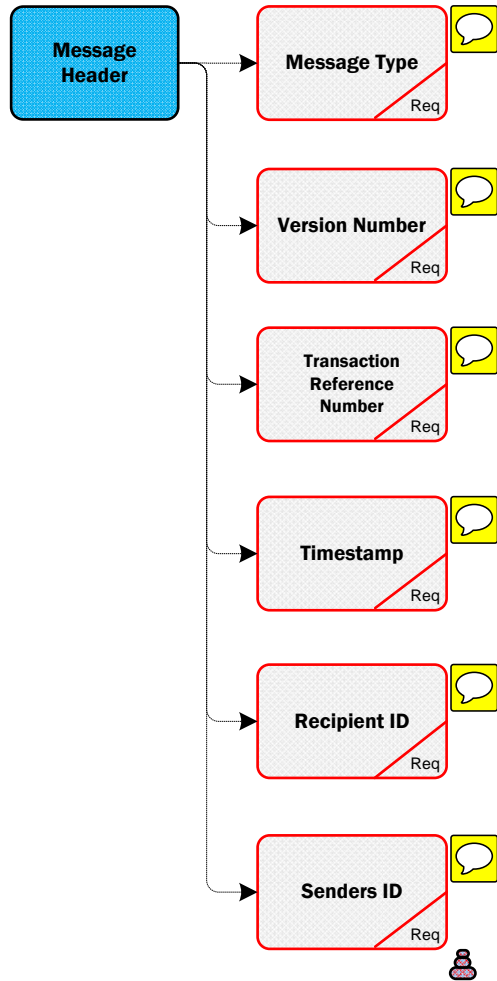 Message
Header
Message Type
Req
Version Number
Req
Transaction
Reference
Number
Req
Timestamp
Req
Recipient ID
Req
Senders ID
Req